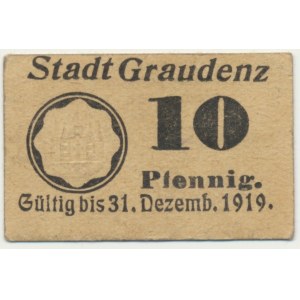 Stadt Graudenz
10
Pfennig.
Gültig bis 31. Dezemb. 1919.